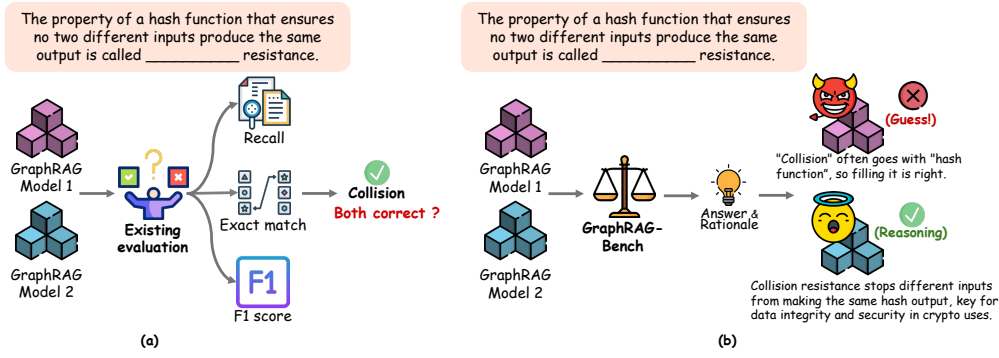 The property of a hash function that ensures
no two different inputs produce the same
output is called __________ resistance.
GraphRAG
Model 1
GraphRAG
Model 2
Existing
evaluation
Recall
Exact match
F1
F1 score
Collision
Both correct ?
(a)
The property of a hash function that ensures
no two different inputs produce the same
output is called __________ resistance.
GraphRAG
Model 1
GraphRAG
Model 2
GraphRAG-
Bench
Answer &
Rationale
(Guess!)
"Collision" often goes with "hash
function", so filling it is right.
(Reasoning)
Collision resistance stops different inputs
from making the same hash output, key for
data integrity and security in crypto uses.
(b)